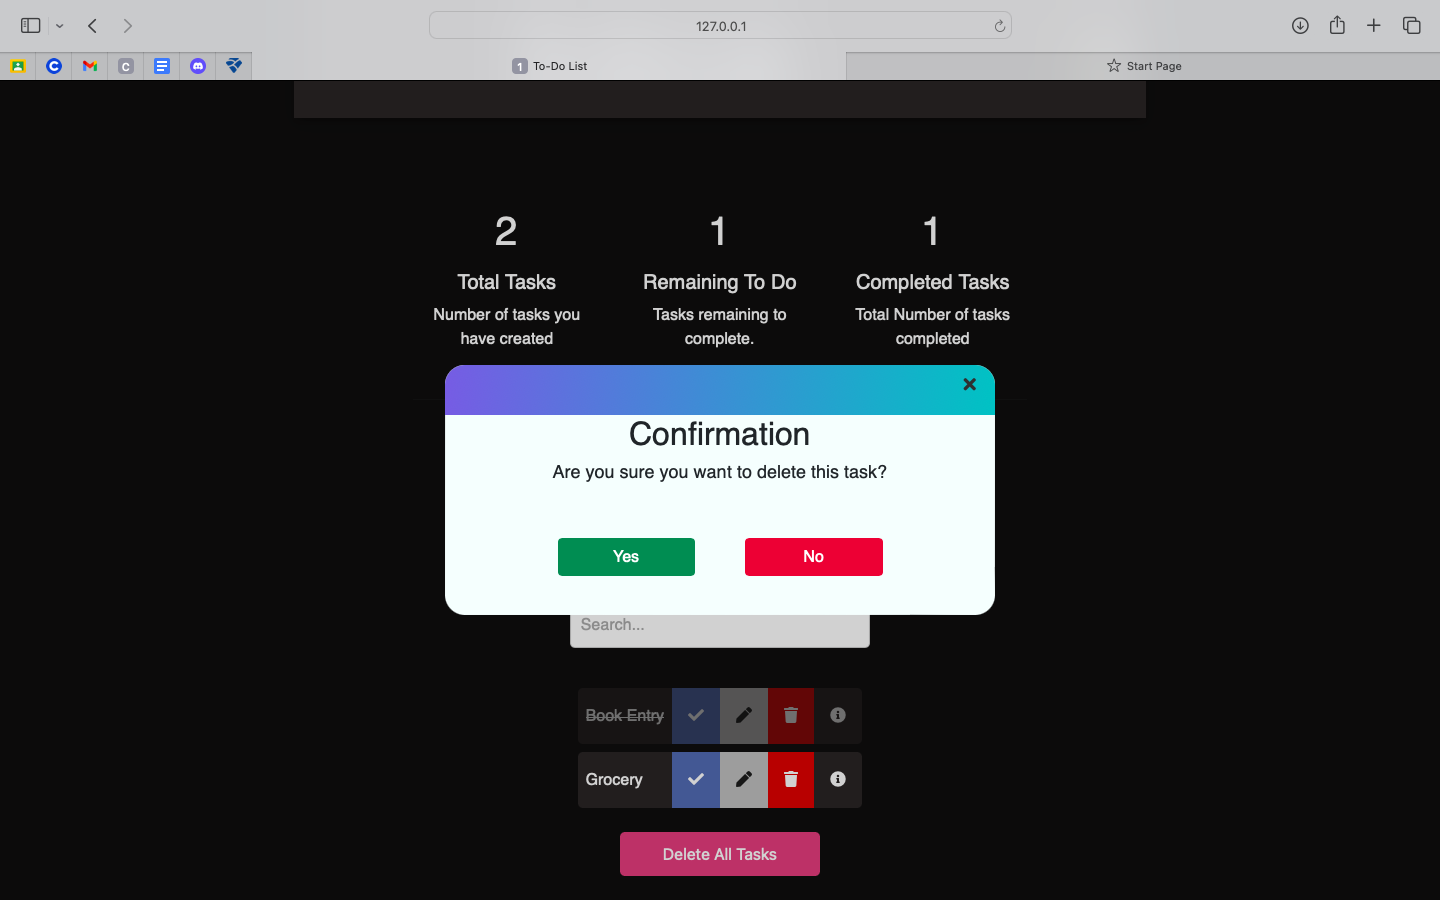 127.0.0.1
C
1 To-Do List
Start Page
2
Total Tasks
Number of tasks you
have created
1
Remaining To Do
Tasks remaining to
complete.
1
Completed Tasks
Total Number of tasks
completed
Confirmation
Are you sure you want to delete this task?
Yes
No
Search...
Book Entry
Grocery
Delete All Tasks